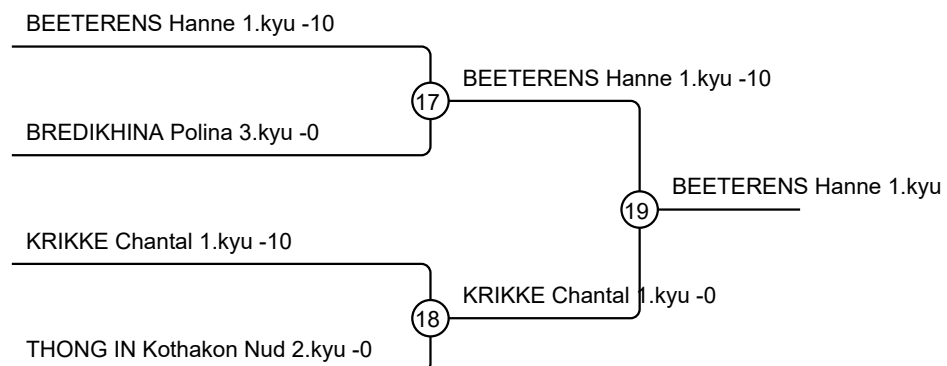 BEETERENS Hanne 1.kyu -10
BEETERENS Hanne 1.kyu -10
17
BREDIKHINA Polina 3.kyu -0
BEETERENS Hanne 1.kyu
19
KRIKKE Chantal 1.kyu -10
KRIKKE Chantal 1.kyu -0
18
THONG IN Kothakon Nud 2.kyu -0